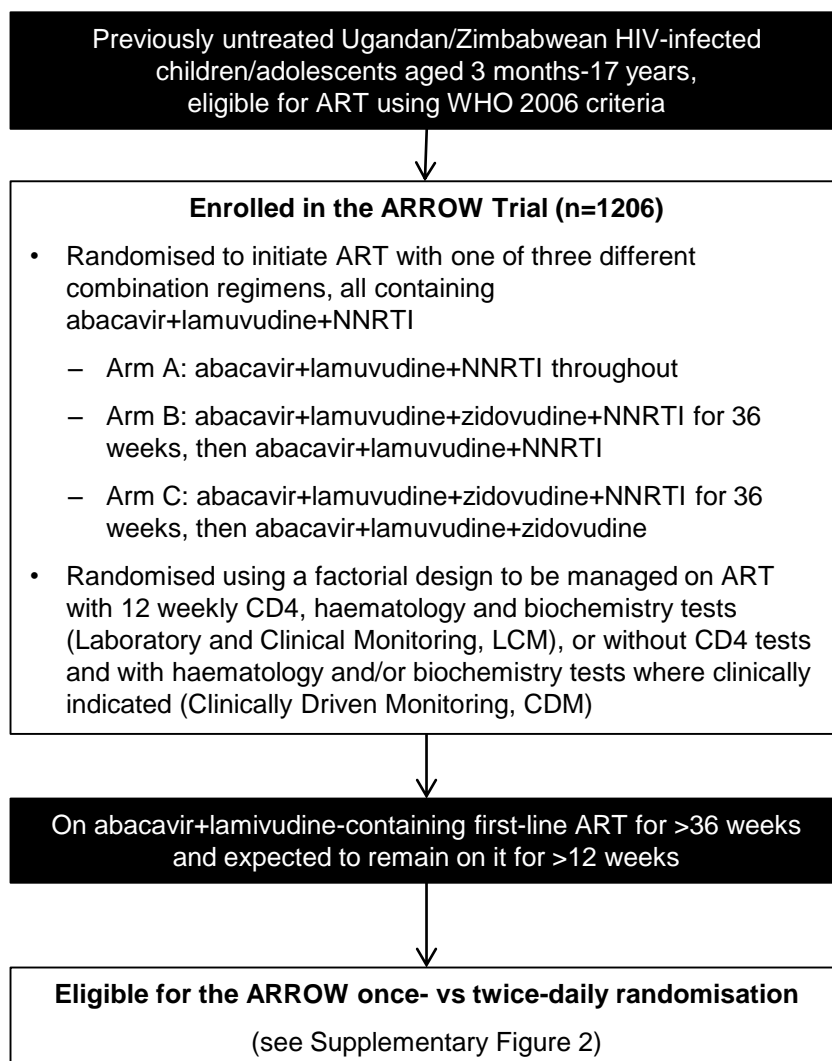 Previously untreated Ugandan/Zimbabwean HIV-infected
children/adolescents aged 3 months-17 years,
eligible for ART using WHO 2006 criteria
Enrolled in the ARROW Trial (n=1206)
• Randomised to initiate ART with one of three different
combination regimens, all containing
abacavir+lamuvudine+NNRTI
– Arm A: abacavir+lamuvudine+NNRTI throughout
– Arm B: abacavir+lamuvudine+zidovudine+NNRTI for 36
weeks, then abacavir+lamuvudine+NNRTI
– Arm C: abacavir+lamuvudine+zidovudine+NNRTI for 36
weeks, then abacavir+lamuvudine+zidovudine
• Randomised using a factorial design to be managed on ART
with 12 weekly CD4, haematology and biochemistry tests
(Laboratory and Clinical Monitoring, LCM), or without CD4 tests
and with haematology and/or biochemistry tests where clinically
indicated (Clinically Driven Monitoring, CDM)
On abacavir+lamivudine-containing first-line ART for >36 weeks
and expected to remain on it for >12 weeks
Eligible for the ARROW once- vs twice-daily randomisation
(see Supplementary Figure 2)